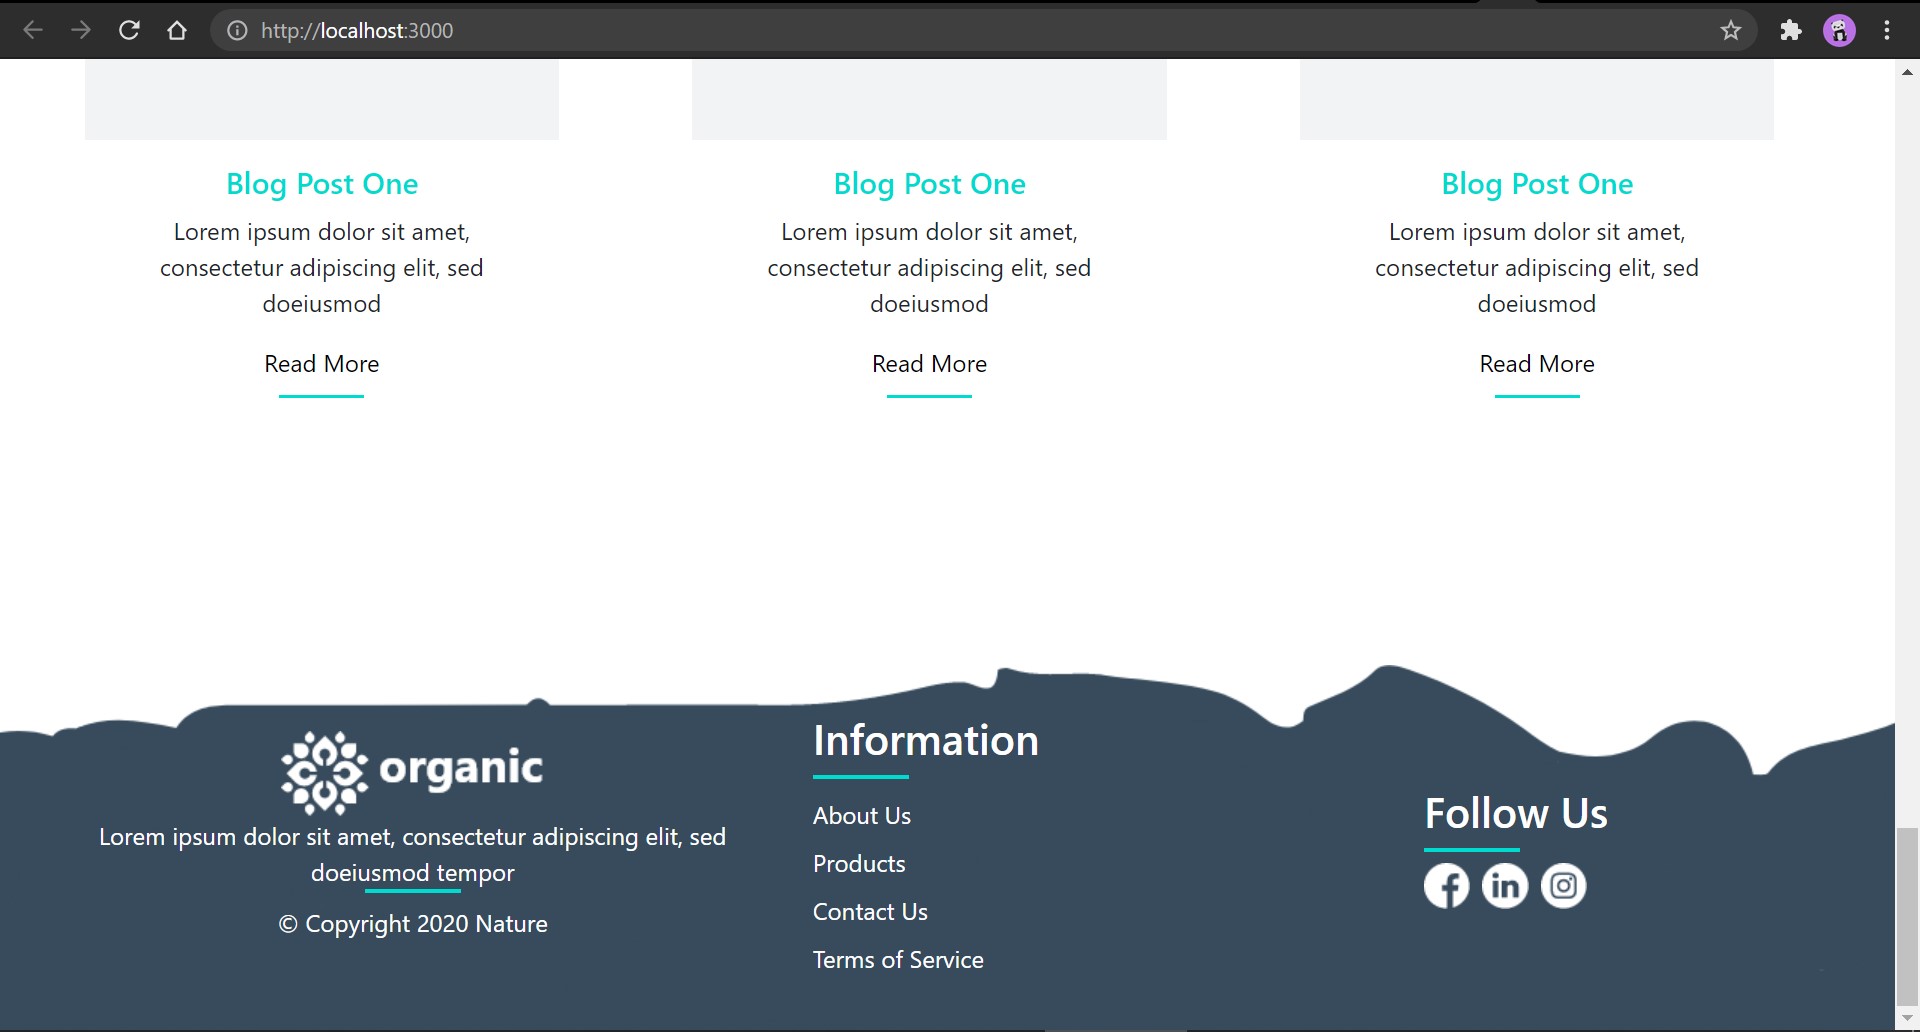 http://localhost:3000
Blog Post One
Lorem ipsum dolor sit amet,
consectetur adipiscing elit, sed
doeiusmod
Read More
Blog Post One
Lorem ipsum dolor sit amet,
consectetur adipiscing elit, sed
doeiusmod
Read More
Blog Post One
Lorem ipsum dolor sit amet,
consectetur adipiscing elit, sed
doeiusmod
Read More
organic
Lorem ipsum dolor sit amet, consectetur adipiscing elit, sed
doeiusmod tempor
© Copyright 2020 Nature
Information
About Us
Products
Contact Us
Terms of Service
Follow Us
f
in